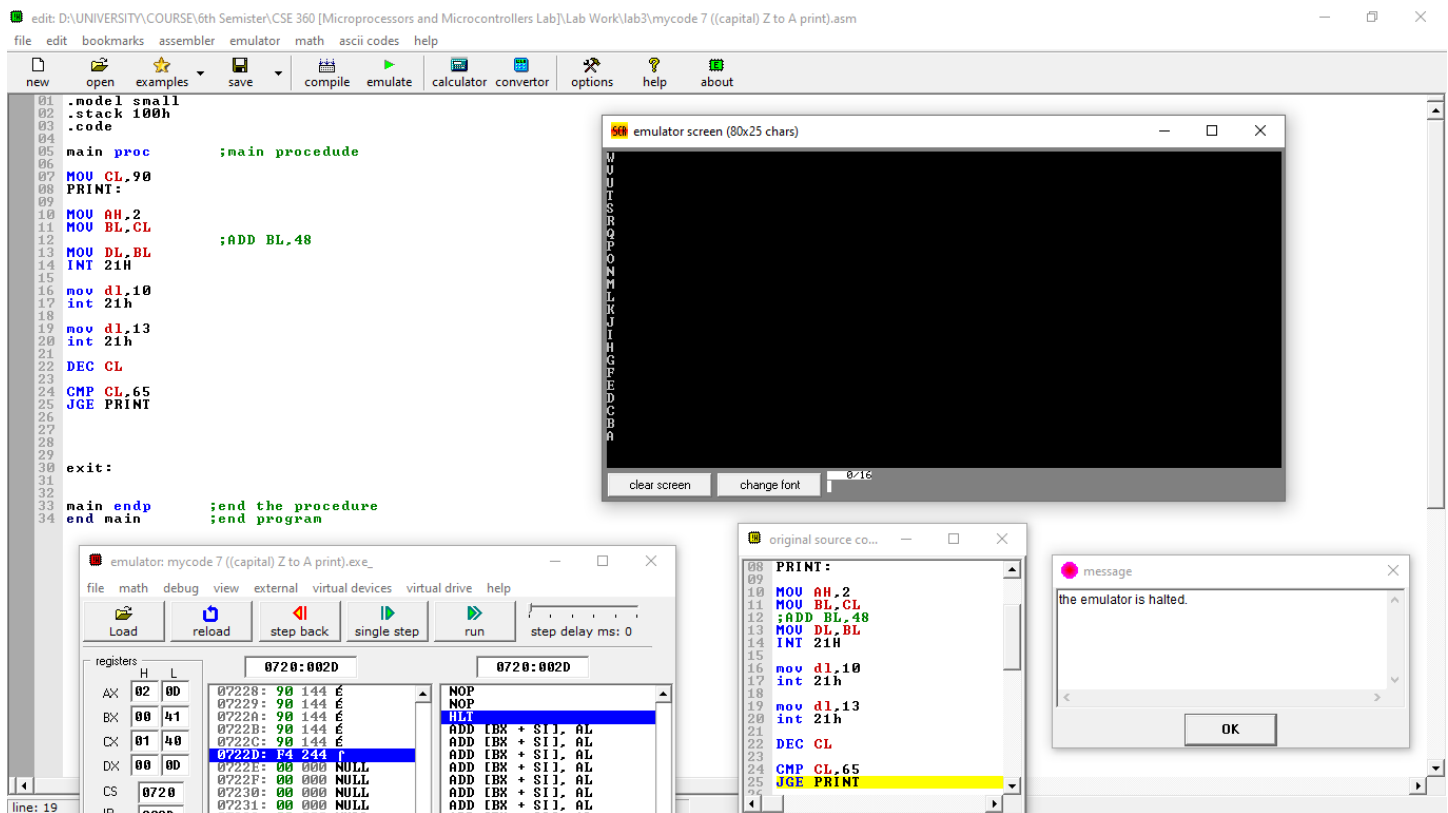 edit: D:\UNIVERSITY\COURSE\6th Semister\CSE 360 [Microprocessors and Microcontrollers Lab]\Lab Work\lab3\mycode 7 ((capital) Z to A print).asm
file edit bookmarks assembler emulator math ascii codes help
new open examples save compile emulate calculator convertor options help about
01 .model small
02 .stack 100h
03 .code
04
05 main proc ;main procedude
06
07 MOV CL,90
08 PRINT:
09
10 MOV AH,2
11 MOV BL,CL
12 ;ADD BL,48
13 MOV DL,BL
14 INT 21H
15
16 mov dl,10
17 int 21h
18
19 mov dl,13
20 int 21h
21
22 DEC CL
23
24 CMP CL,65
25 JGE PRINT
26
27
28
29
30 exit:
31
32
33 main endp ;end the procedure
34 end main ;end program
line: 19
emulator screen (80x25 chars)
W
V
U
T
S
R
Q
P
O
N
M
L
K
J
I
H
G
F
E
D
C
B
A
clear screen change font 0/16
emulator: mycode 7 ((capital) Z to A print).exe_
file math debug view external virtual devices virtual drive help
Load reload step back single step run step delay ms: 0
registers H L
0720:002D 0720:002D
AX 02 0D
BX 00 41
CX 01 40
DX 00 0D
CS 0720
07228: 90 144 É
07229: 90 144 É
0722A: 90 144 É
0722B: 90 144 É
0722C: 90 144 É
0722D: F4 244 ⌠
0722E: 00 000 NULL
0722F: 00 000 NULL
07230: 00 000 NULL
07231: 00 000 NULL
NOP
NOP
HLT
ADD [BX + SI], AL
ADD [BX + SI], AL
ADD [BX + SI], AL
ADD [BX + SI], AL
ADD [BX + SI], AL
ADD [BX + SI], AL
ADD [BX + SI], AL
original source co...
08 PRINT:
09
10 MOV AH,2
11 MOV BL,CL
12 ;ADD BL,48
13 MOV DL,BL
14 INT 21H
15
16 mov dl,10
17 int 21h
18
19 mov dl,13
20 int 21h
21
22 DEC CL
23
24 CMP CL,65
25 JGE PRINT
message
the emulator is halted.
OK